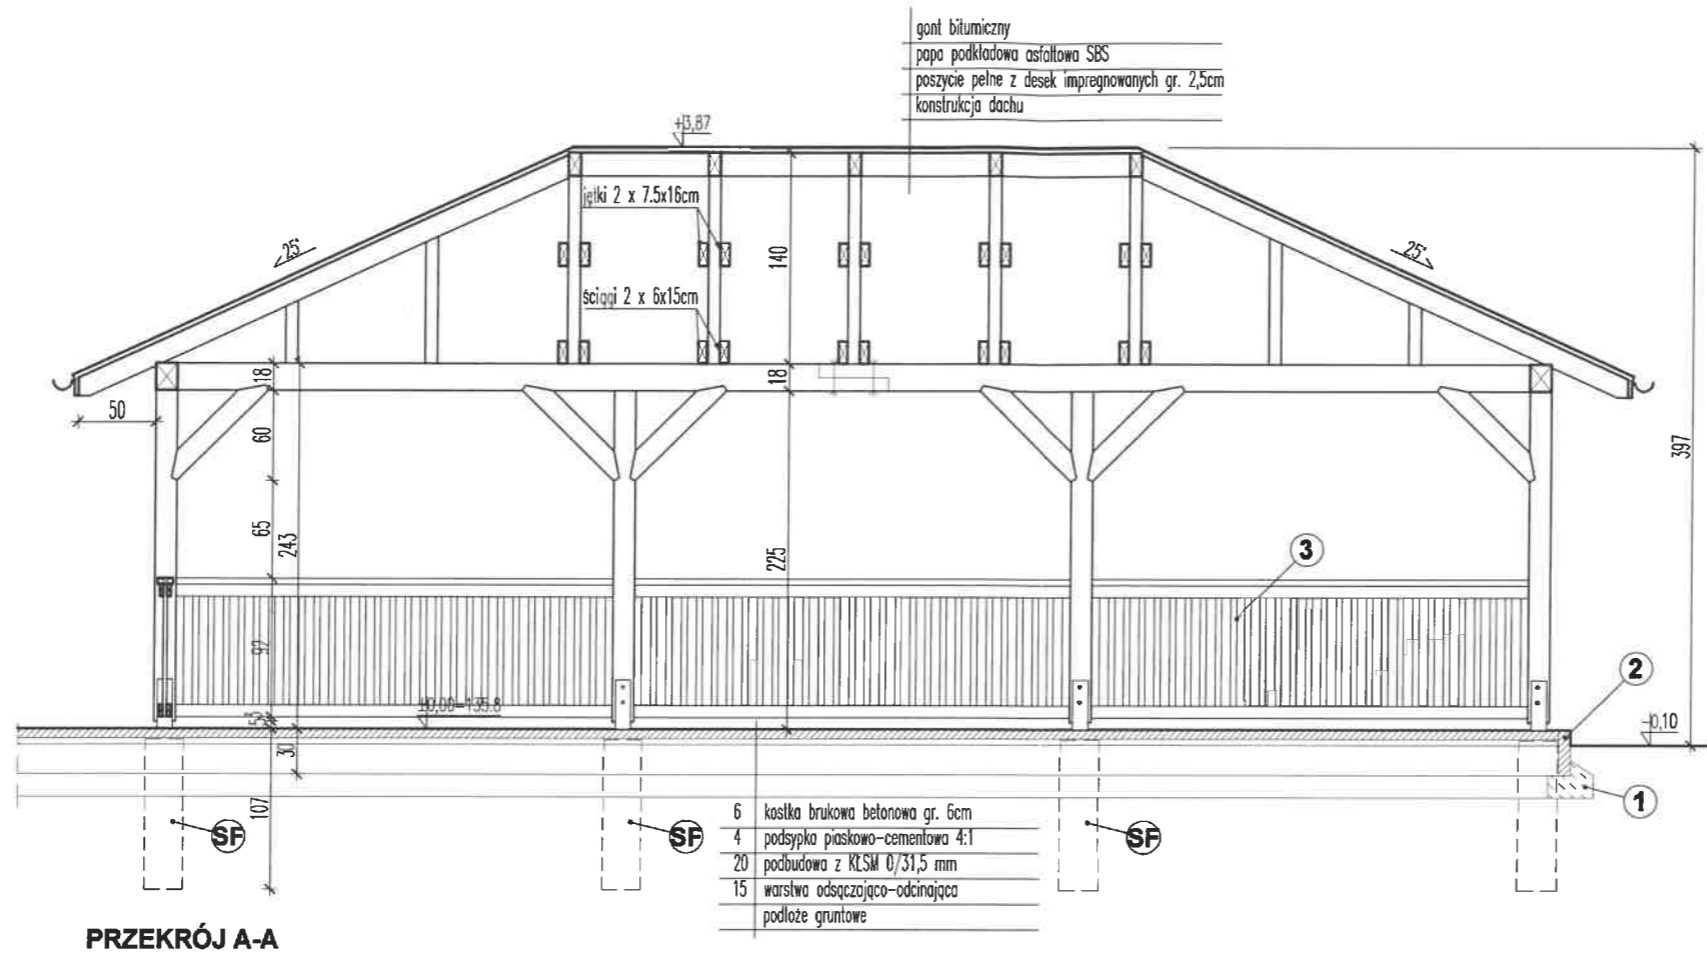 gont bitumiczny
papa podkładowa asfaltowa SBS
poszycie pełne z desek impregnowanych gr. 2,5cm
konstrukcja dachu
+3,87
jętki 2 x 7.5x16cm
ściągi 2 x 6x15cm
25°
25°
140
18
18
50
60
65
243
225
92
397
3
2
1
±0,00=135.8
-0,10
5
30
107
SF
SF
SF
6 kostka brukowa betonowa gr. 6cm
4 podsypka piaskowo-cementowa 4:1
20 podbudowa z KŁSM 0/31,5 mm
15 warstwa odsączająco-odcinająca
podłoże gruntowe
PRZEKRÓJ A-A